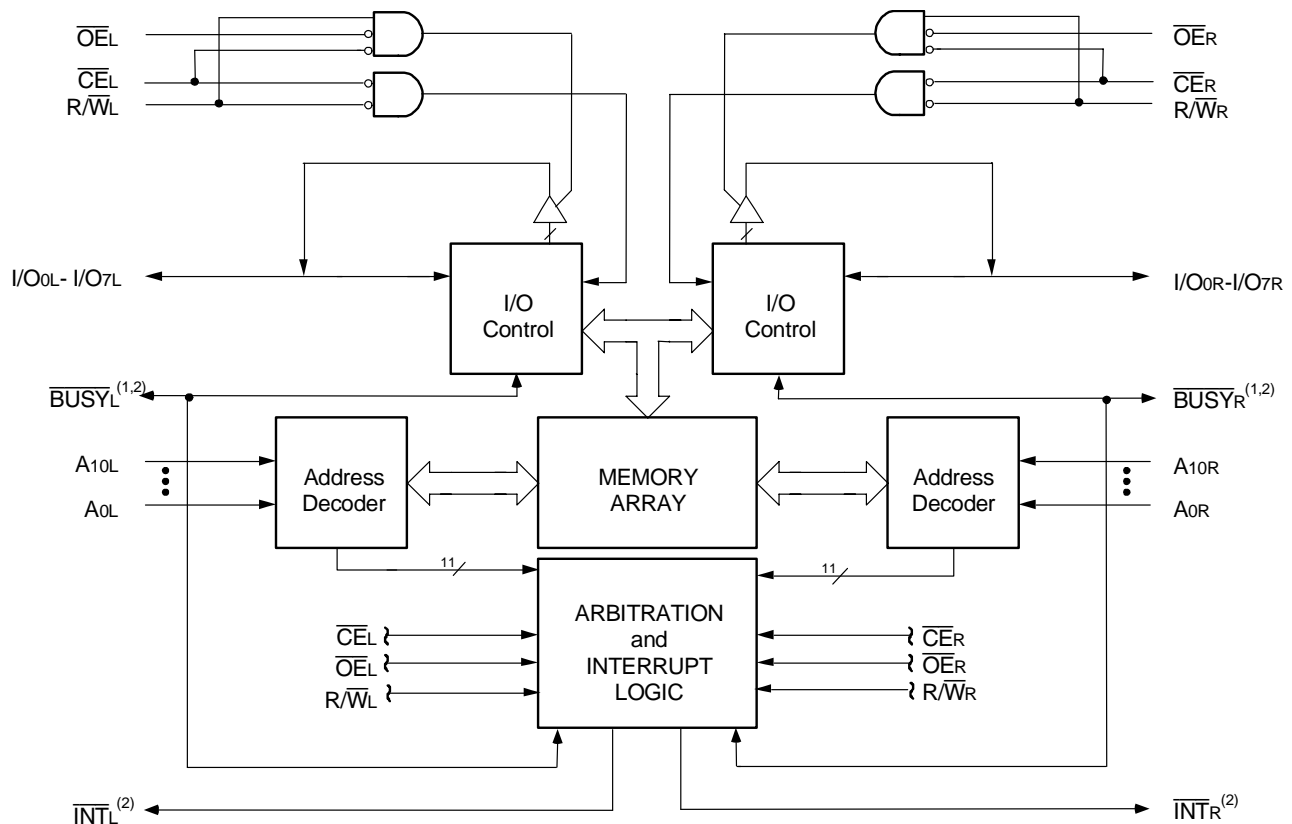 OEL
OER
CEL
CER
R/WL
R/WR
I/O0L- I/O7L
I/O
Control
I/O
Control
I/O0R-I/O7R
BUSYL(1,2)
BUSYR(1,2)
A10L
Address
Decoder
MEMORY
ARRAY
Address
Decoder
A10R
A0L
A0R
11
11
ARBITRATION
and
INTERRUPT
LOGIC
CEL
OEL
R/WL
CER
OER
R/WR
INTL(2)
INTR(2)